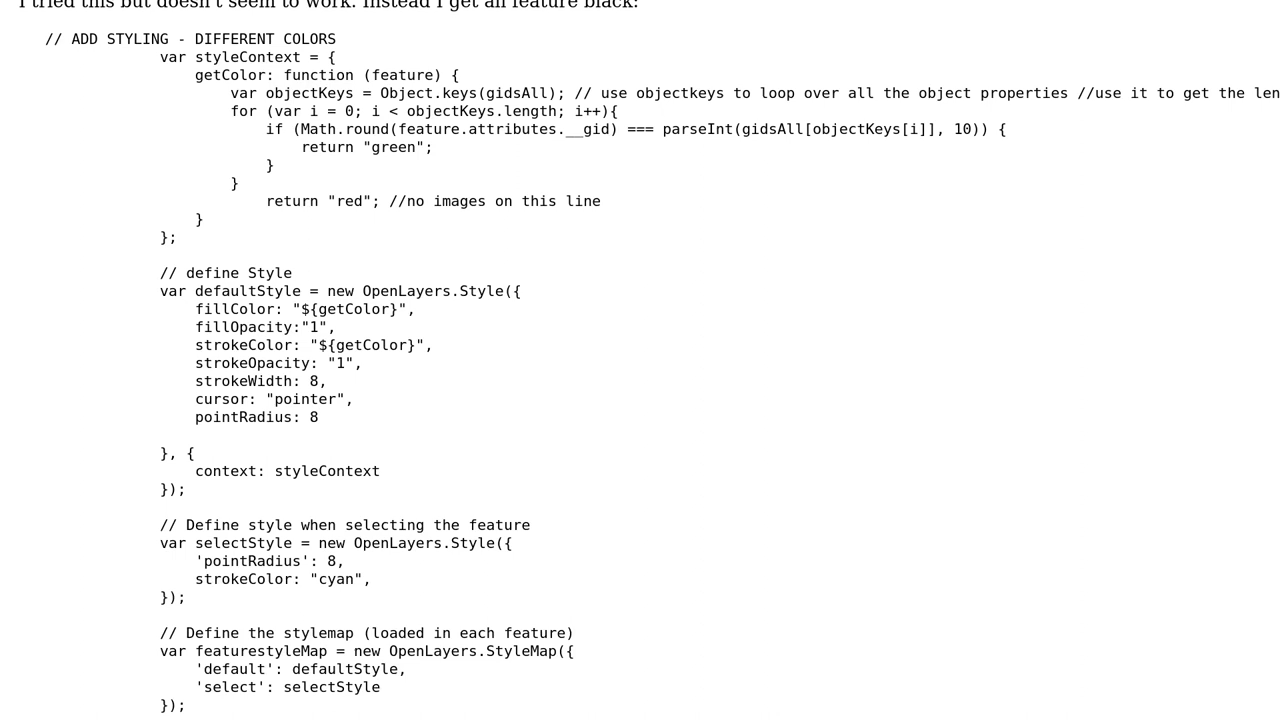 I tried this but doesn't seem to work. Instead I get all feature black:
// ADD STYLING - DIFFERENT COLORS
var styleContext = {
getColor: function (feature) {
var objectKeys = Object.keys(gidsAll); // use objectkeys to loop over all the object properties //use it to get the len
for (var i = 0; i < objectKeys.length; i++){
if (Math.round(feature.attributes.__gid) === parseInt(gidsAll[objectKeys[i]], 10)) {
return "green";
}
}
return "red"; //no images on this line
}
};
// define Style
var defaultStyle = new OpenLayers.Style({
fillColor: "${getColor}",
fillOpacity:"1",
strokeColor: "${getColor}",
strokeOpacity: "1",
strokeWidth: 8,
cursor: "pointer",
pointRadius: 8
}, {
context: styleContext
});
// Define style when selecting the feature
var selectStyle = new OpenLayers.Style({
'pointRadius': 8,
strokeColor: "cyan",
});
// Define the stylemap (loaded in each feature)
var featurestyleMap = new OpenLayers.StyleMap({
'default': defaultStyle,
'select': selectStyle
});